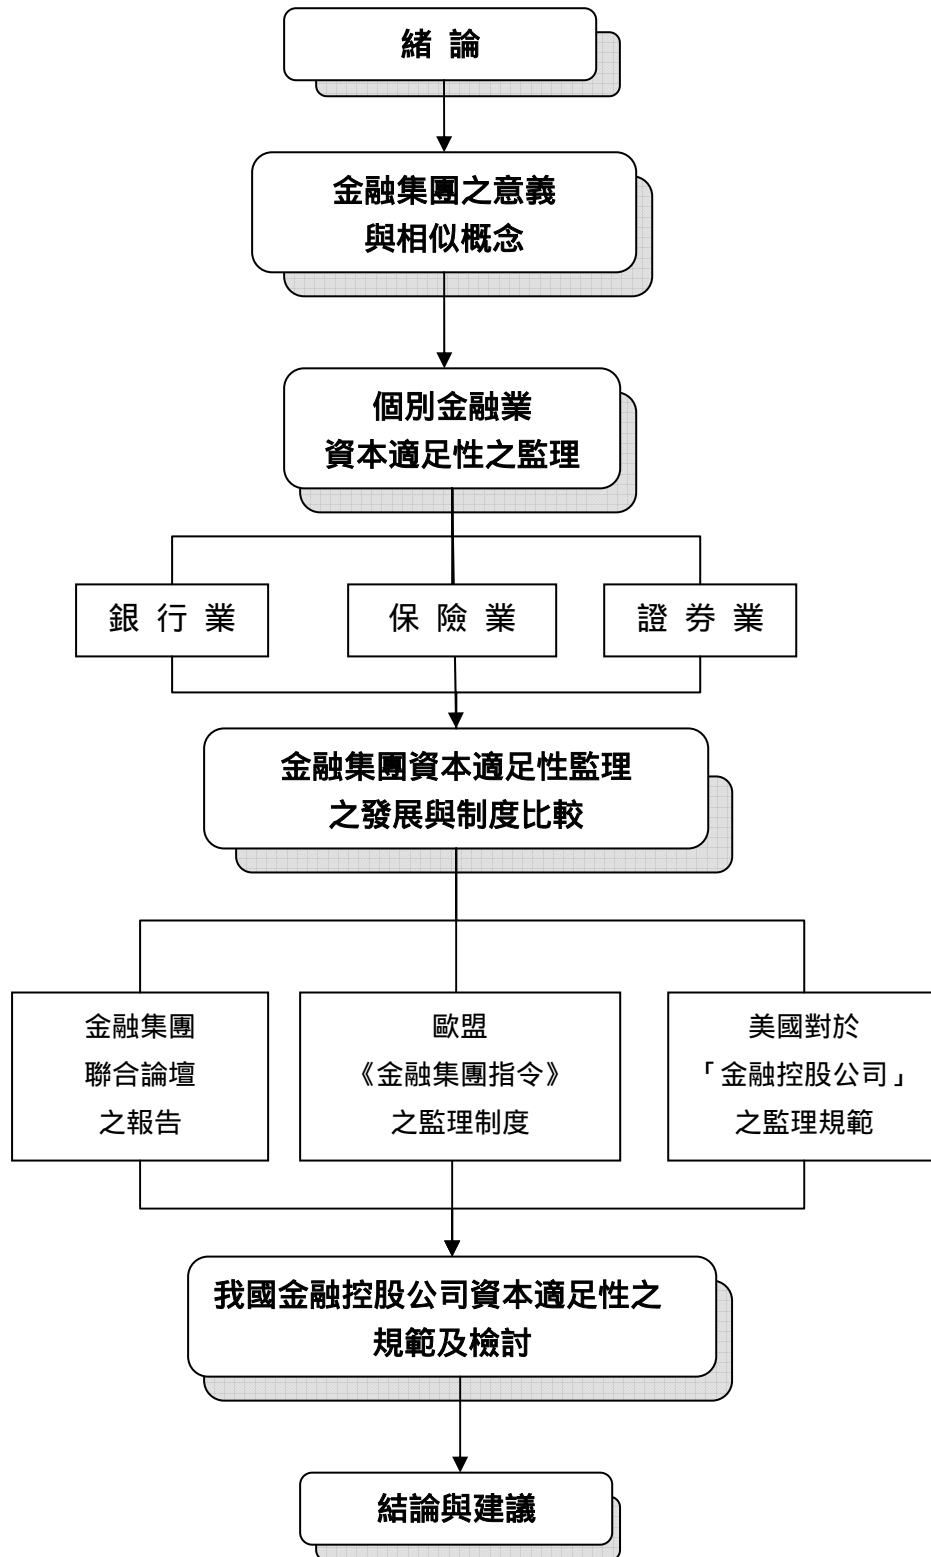 緒 論
金融集團之意義
與相似概念
個別金融業
資本適足性之監理
銀 行 業
保 險 業
證 券 業
金融集團資本適足性監理
之發展與制度比較
金融集團
聯合論壇
之報告
歐盟
《金融集團指令》
之監理制度
美國對於
「金融控股公司」
之監理規範
我國金融控股公司資本適足性之
規範及檢討
結論與建議